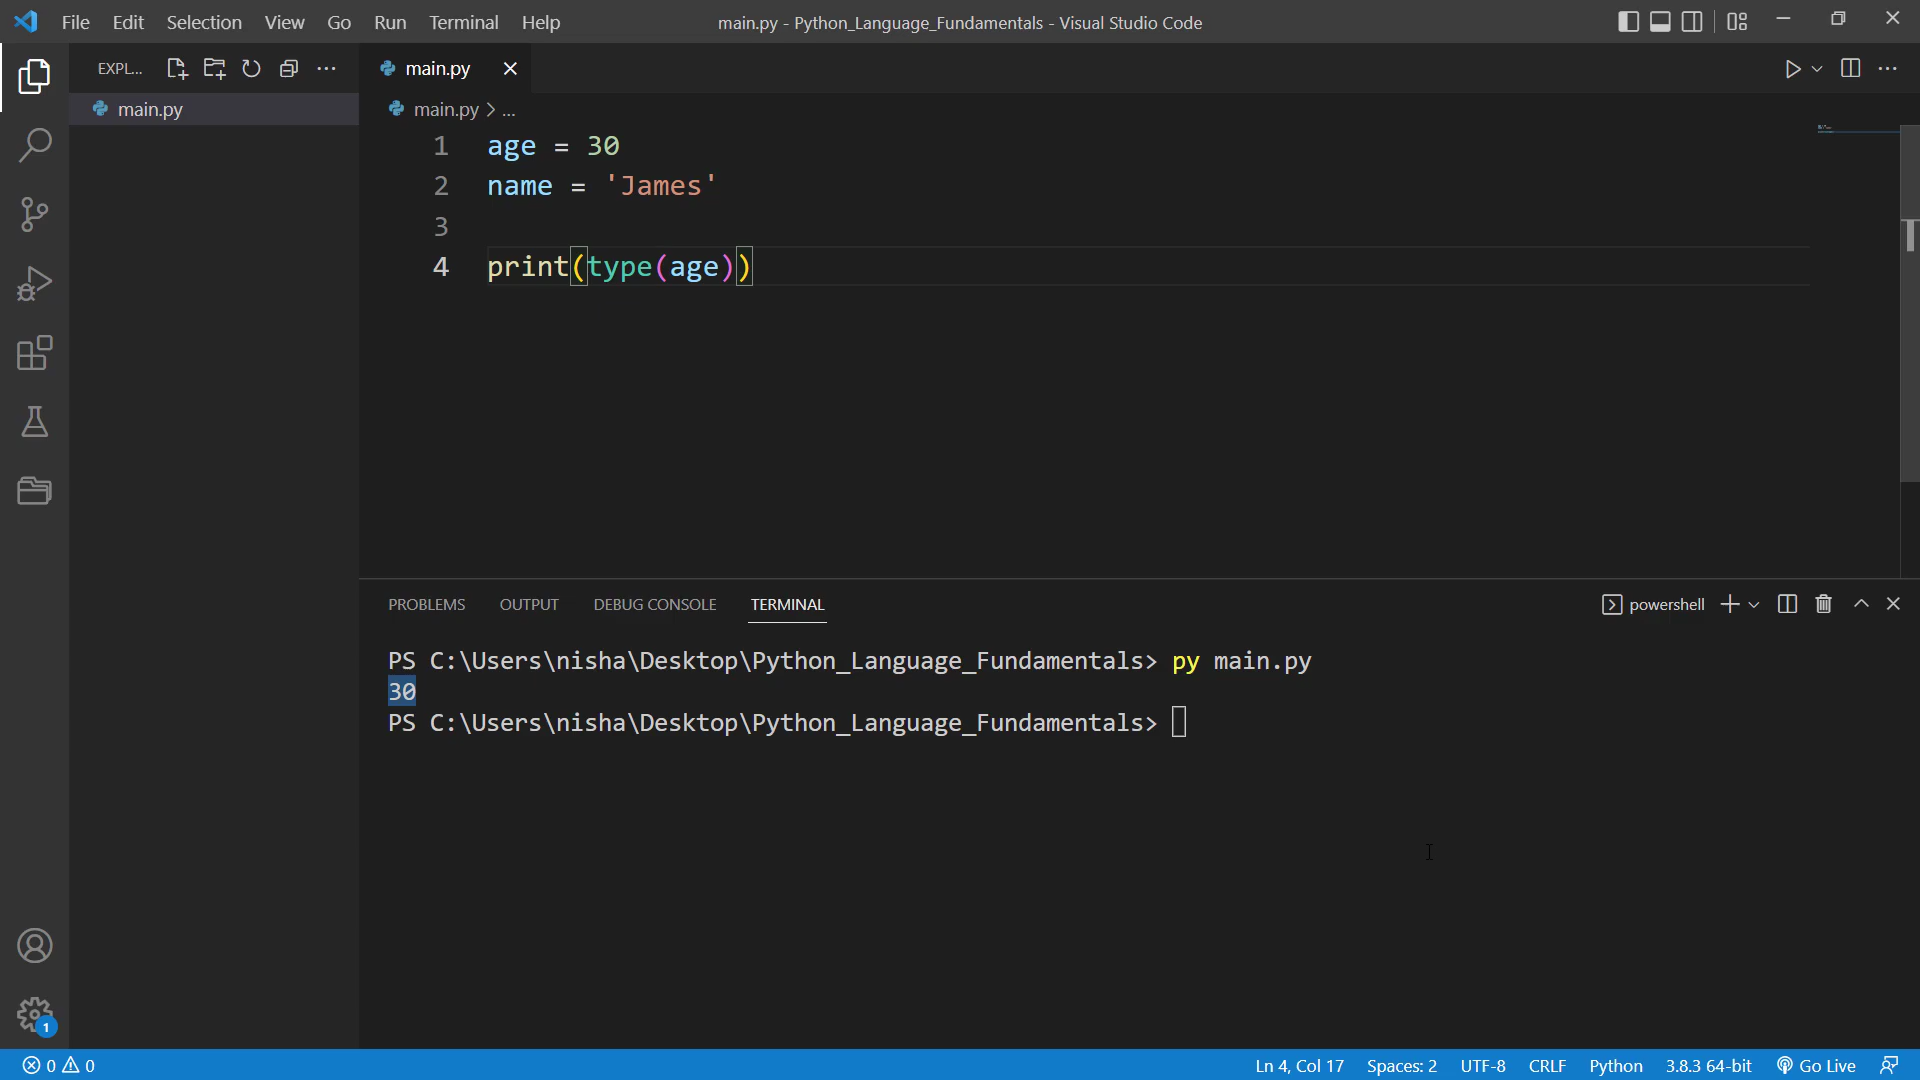 File Edit Selection View Go Run Terminal Help
main.py - Python_Language_Fundamentals - Visual Studio Code
EXPL...
main.py
main.py
main.py > ...
1 age = 30
2 name = 'James'
3
4 print(type(age))
PROBLEMS OUTPUT DEBUG CONSOLE TERMINAL
powershell
PS C:\Users\nisha\Desktop\Python_Language_Fundamentals> py main.py
30
PS C:\Users\nisha\Desktop\Python_Language_Fundamentals>
1
0 0
Ln 4, Col 17 Spaces: 2 UTF-8 CRLF Python 3.8.3 64-bit Go Live